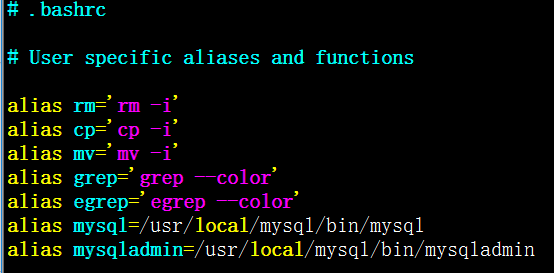 # .bashrc
# User specific aliases and functions
alias rm='rm -i'
alias cp='cp -i'
alias mv='mv -i'
alias grep='grep --color'
alias egrep='egrep --color'
alias mysql=/usr/local/mysql/bin/mysql
alias mysqladmin=/usr/local/mysql/bin/mysqladmin